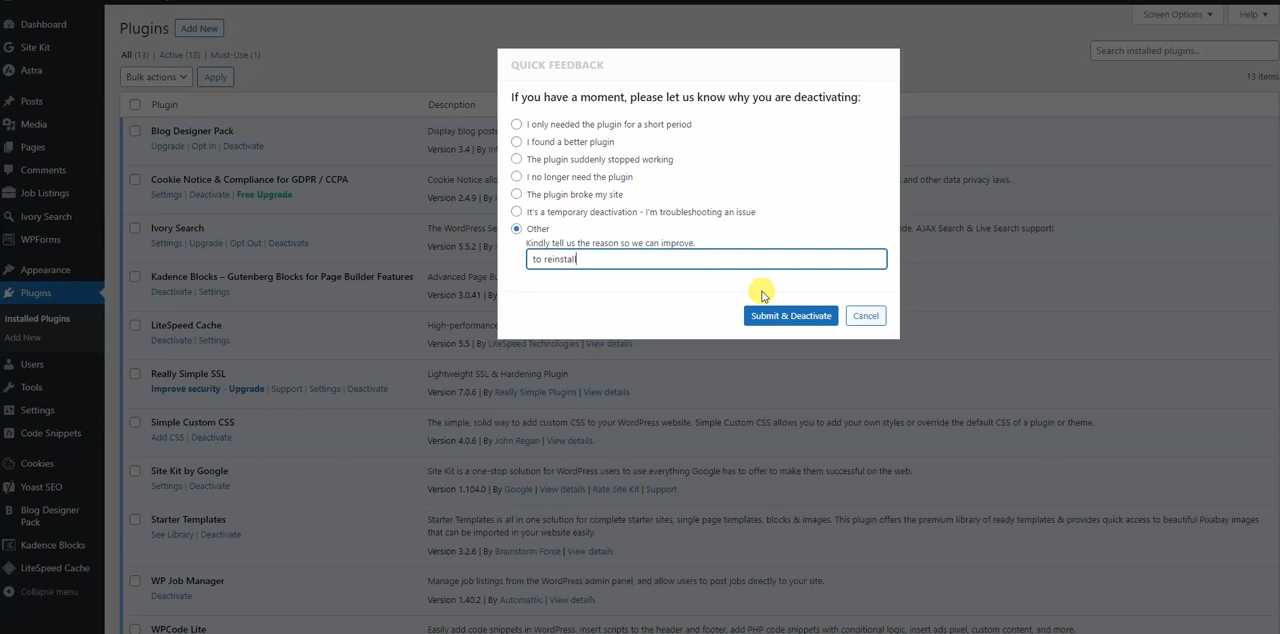 Dashboard
Site Kit
Astra
Posts
Media
Pages
Comments
Job Listings
Ivory Search
WPForms
Appearance
Plugins
Installed Plugins
Add New
Users
Tools
Settings
Code Snippets
Cookies
Yoast SEO
Blog Designer
Pack
Kadence Blocks
LiteSpeed Cache
Collapse menu
Plugins Add New
Screen Options Help
All (13) | Active (13) | Must-Use (1)
Search installed plugins...
Bulk actions Apply
13 items
Plugin Description
Blog Designer Pack
Upgrade | Opt In | Deactivate
Display blog posts
Version 3.4 | By
Cookie Notice & Compliance for GDPR / CCPA
Settings | Deactivate | Free Upgrade
Cookie Notice allow
and other data privacy laws.
Version 2.4.9 |
Ivory Search
Settings | Upgrade | Opt Out | Deactivate
The WordPress Sear
, AJAX Search & Live Search support!
Version 5.5.2 |
Kadence Blocks – Gutenberg Blocks for Page Builder Features
Deactivate | Settings
Advanced Page Bu
Version 3.0.41 | By
LiteSpeed Cache
Deactivate | Settings
High-performance
Version 5.5 | By LiteSpeed Technologies | View details
Really Simple SSL
Improve security - Upgrade | Support | Settings | Deactivate
Lightweight SSL & Hardening Plugin
Version 7.0.6 | By Really Simple Plugins | View details
Simple Custom CSS
Add CSS | Deactivate
The simple, solid way to add custom CSS to your WordPress website. Simple Custom CSS allows you to add your own styles or override the default CSS of a plugin or theme.
Version 4.0.6 | By John Regan | View details
Site Kit by Google
Settings | Deactivate
Site Kit is a one-stop solution for WordPress users to use everything Google has to offer to make them successful on the web.
Version 1.104.0 | By Google | View details | Rate Site Kit | Support
Starter Templates
See Library | Deactivate
Starter Templates is all in one solution for complete starter sites, single page templates, blocks & images. This plugin offers the premium library of ready templates & provides quick access to beautiful Pixabay images
that can be imported in your website easily.
Version 3.2.6 | By Brainstorm Force | View details
WP Job Manager
Deactivate
Manage job listings from the WordPress admin panel, and allow users to post jobs directly to your site.
Version 1.40.2 | By Automattic | View details
WPCode Lite
Easily add code snippets in WordPress. Insert scripts to the header and footer, add PHP code snippets with conditional logic, insert ads pixel, custom content, and more.
QUICK FEEDBACK
If you have a moment, please let us know why you are deactivating:
I only needed the plugin for a short period
I found a better plugin
The plugin suddenly stopped working
I no longer need the plugin
The plugin broke my site
It's a temporary deactivation - I'm troubleshooting an issue
Other
Kindly tell us the reason so we can improve.
to reinstall
Submit & Deactivate Cancel